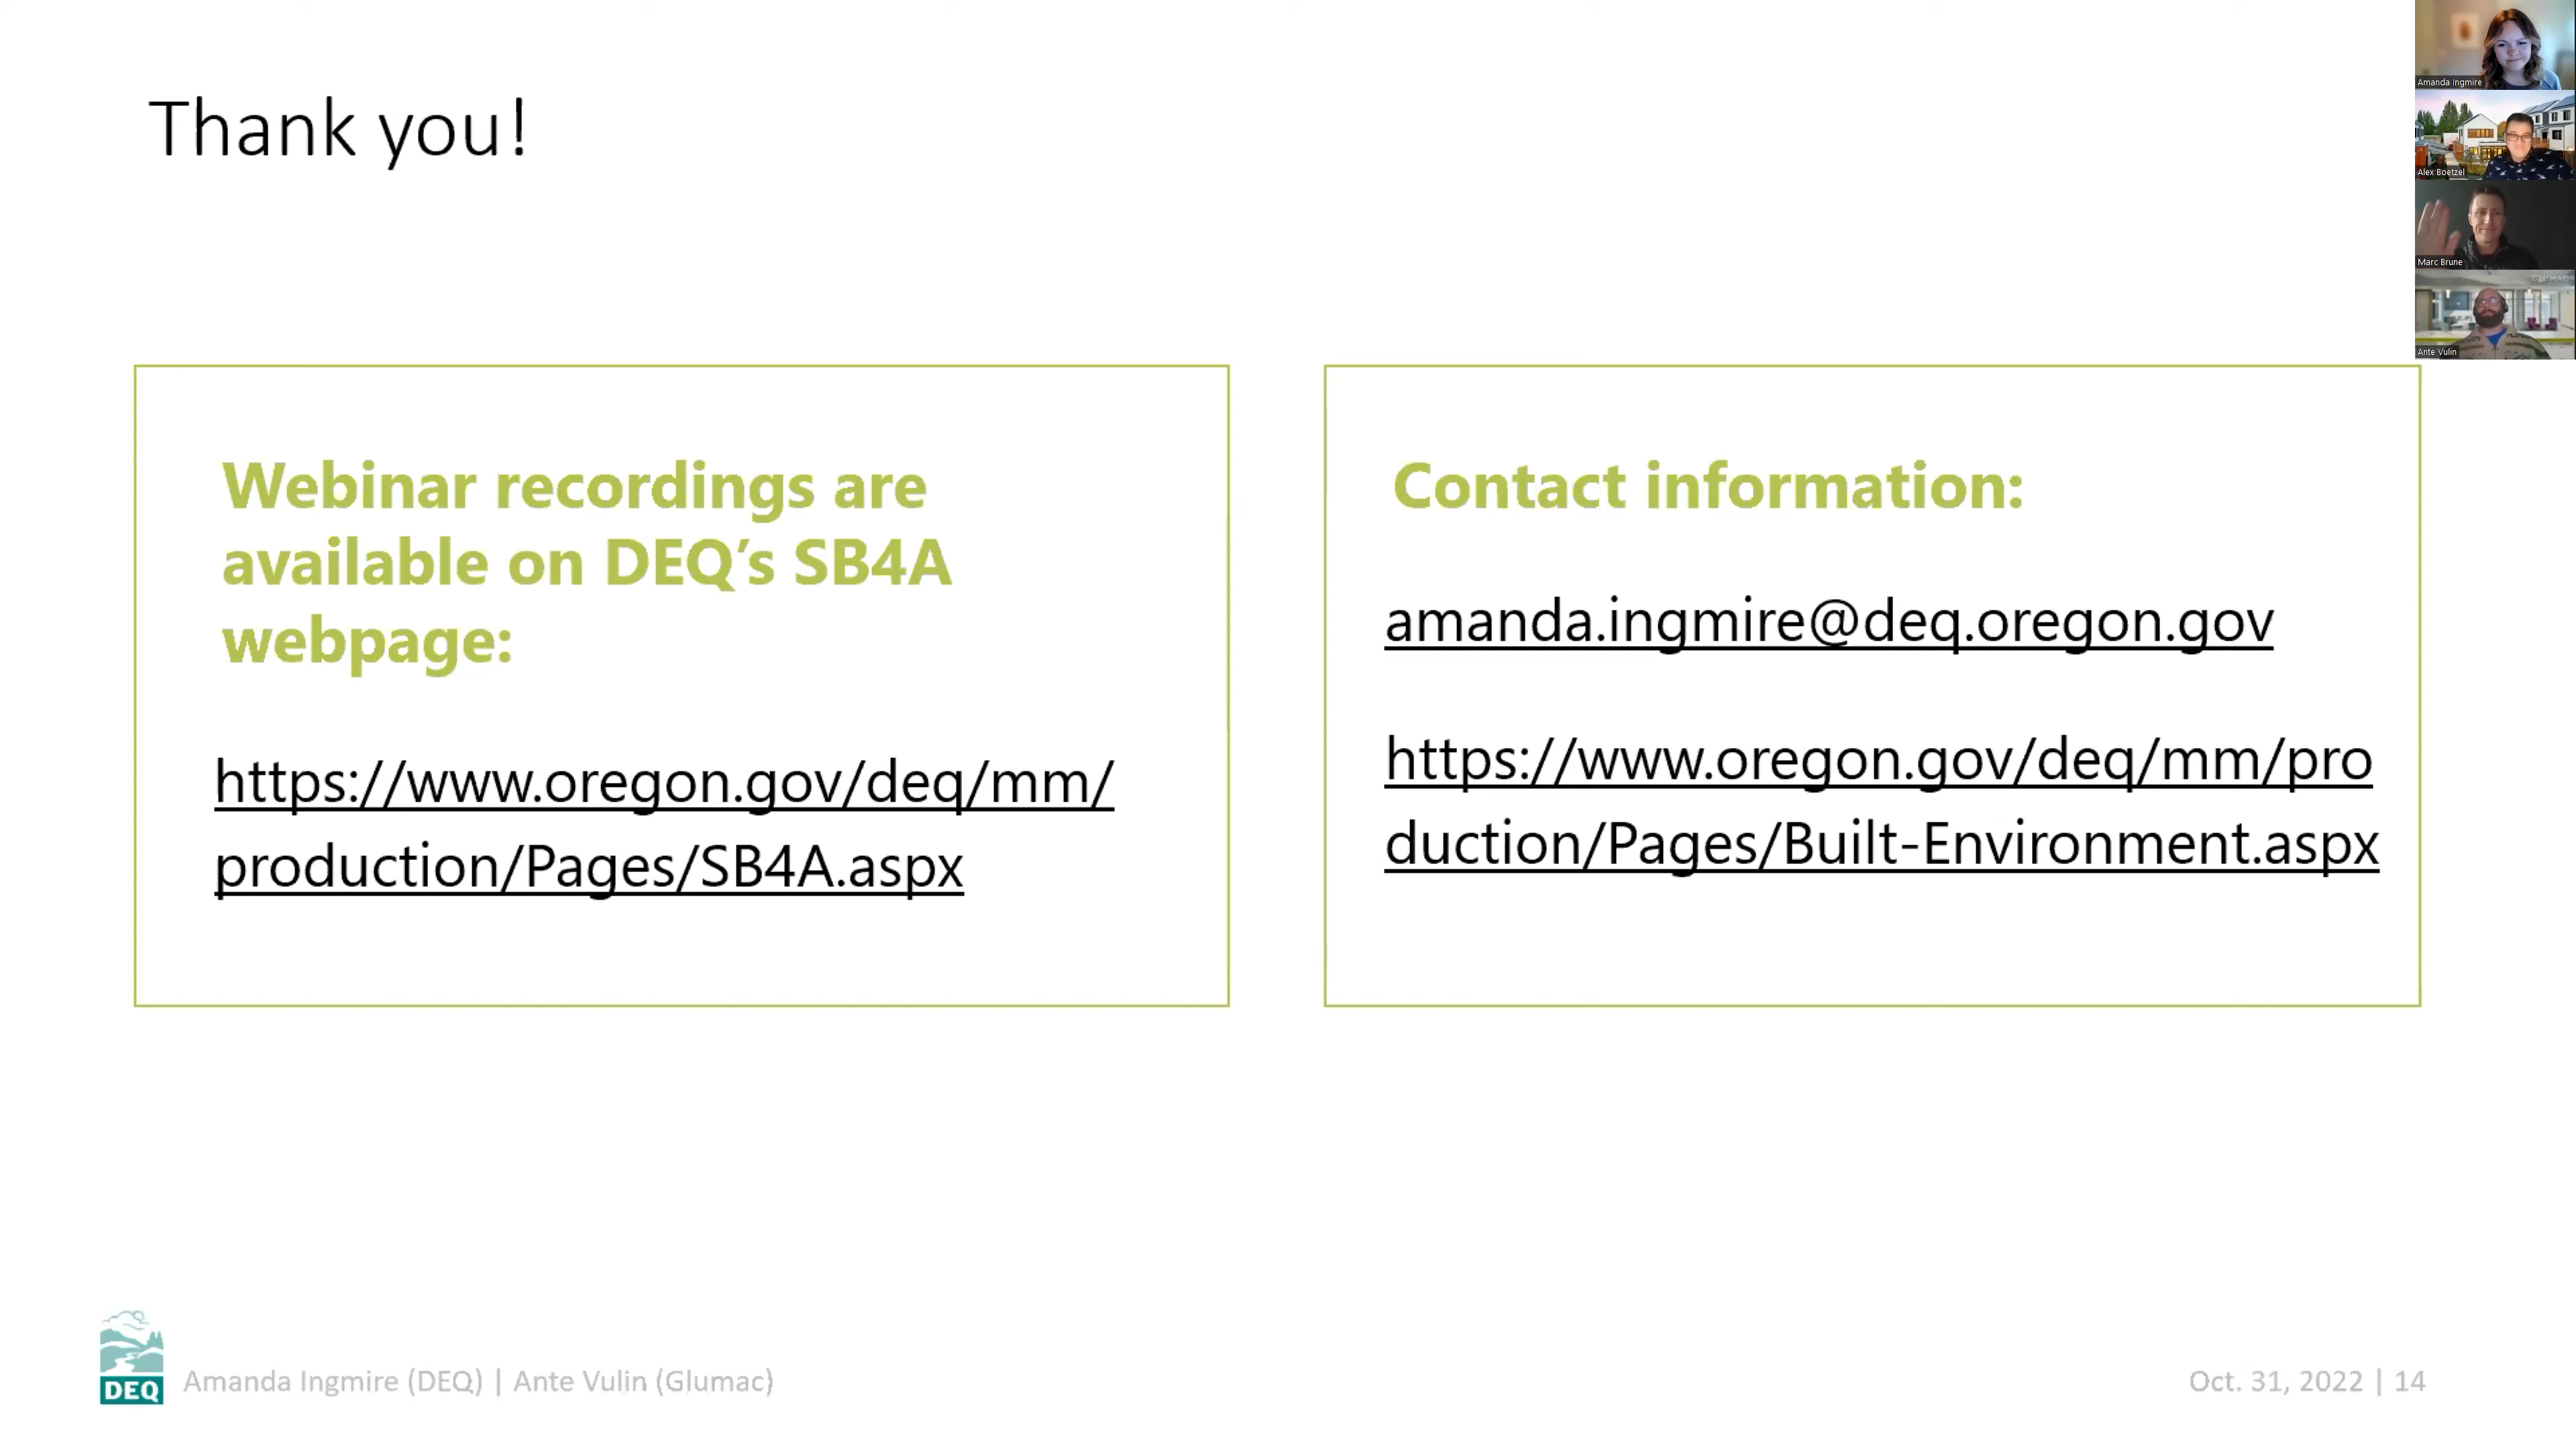 Thank you!
Amanda Ingmire
Alex Boetzel
Marc Brune
Ante Vulin
Webinar recordings are
available on DEQ’s SB4A
webpage:
https://www.oregon.gov/deq/mm/
production/Pages/SB4A.aspx
Contact information:
amanda.ingmire@deq.oregon.gov
https://www.oregon.gov/deq/mm/pro
duction/Pages/Built-Environment.aspx
DEQ
Amanda Ingmire (DEQ) | Ante Vulin (Glumac)
Oct. 31, 2022 | 14